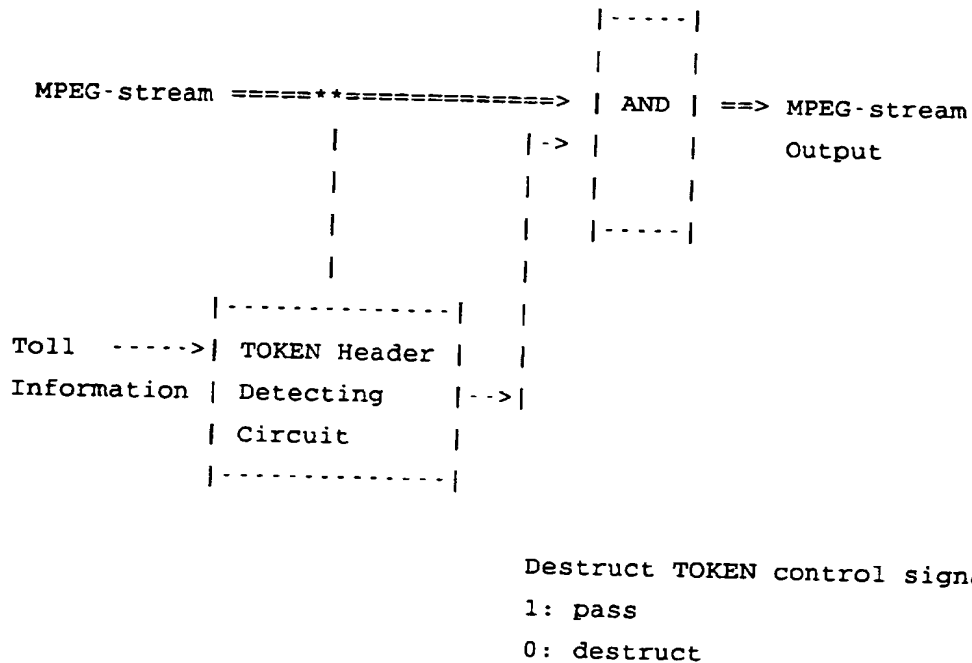 MPEG-stream =====**==============> | AND | ==> MPEG-stream
Output
Toll ----->| TOKEN Header
Information | Detecting |-->|
Circuit
Destruct TOKEN control signa
1: pass
0: destruct